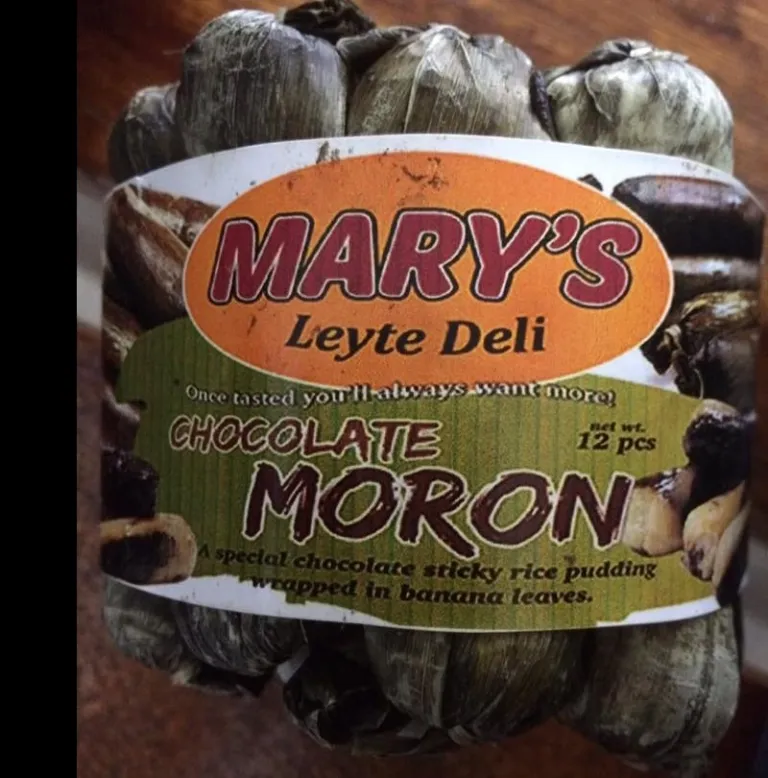 MARY'S
Leyte Deli
Once tasted you'll always want more!
CHOCOLATE
net wt.
12 pcs
MORON
A special chocolate sticky rice pudding
wrapped in banana leaves.